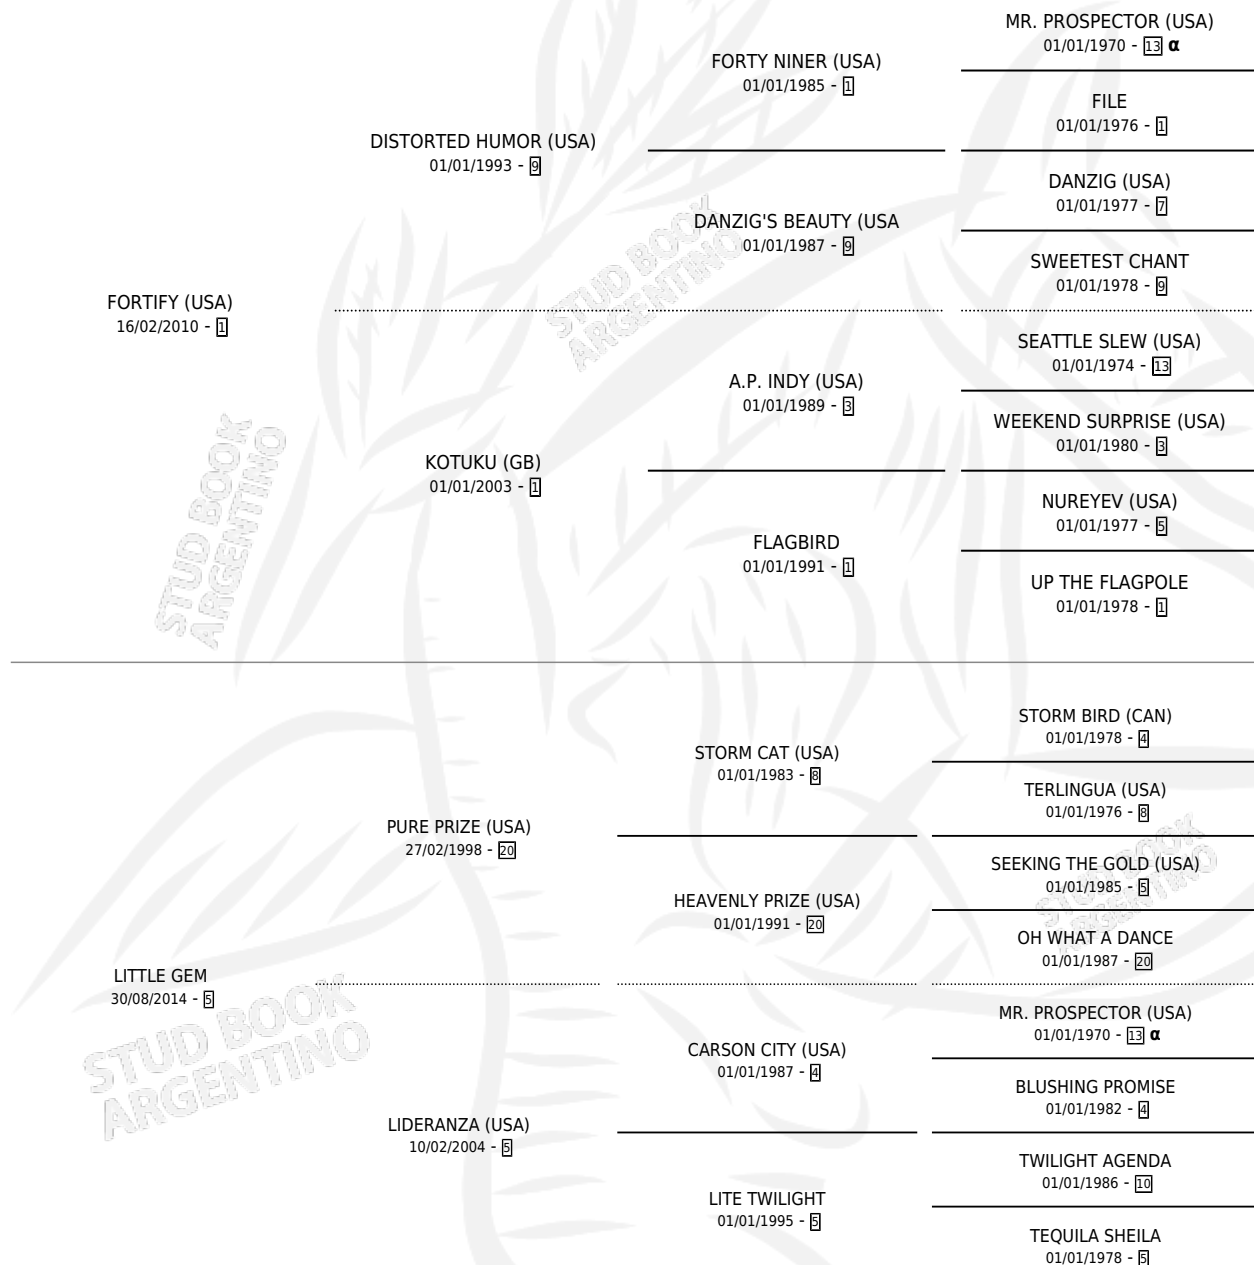 MR. PROSPECTOR (USA)
01/01/1970 - 13 α
FORTY NINER (USA)
01/01/1985 - 1
FILE
01/01/1976 - 1
DISTORTED HUMOR (USA)
01/01/1993 - 9
DANZIG (USA)
01/01/1977 - 7
DANZIG'S BEAUTY (USA
01/01/1987 - 9
SWEETEST CHANT
01/01/1978 - 9
FORTIFY (USA)
16/02/2010 - 1
STUD BOOK
ARGENTINO
SEATTLE SLEW (USA)
01/01/1974 - 13
A.P. INDY (USA)
01/01/1989 - 3
WEEKEND SURPRISE (USA)
01/01/1980 - 3
KOTUKU (GB)
01/01/2003 - 1
STUD BOOK
ARGENTINO
NUREYEV (USA)
01/01/1977 - 5
FLAGBIRD
01/01/1991 - 1
UP THE FLAGPOLE
01/01/1978 - 1
STORM BIRD (CAN)
01/01/1978 - 4
STORM CAT (USA)
01/01/1983 - 8
TERLINGUA (USA)
01/01/1976 - 8
PURE PRIZE (USA)
27/02/1998 - 20
SEEKING THE GOLD (USA)
01/01/1985 - 5
STUD BOOK
ARGENTINO
HEAVENLY PRIZE (USA)
01/01/1991 - 20
OH WHAT A DANCE
01/01/1987 - 20
LITTLE GEM
30/08/2014 - 5
STUD BOOK
ARGENTINO
MR. PROSPECTOR (USA)
01/01/1970 - 13 α
CARSON CITY (USA)
01/01/1987 - 4
BLUSHING PROMISE
01/01/1982 - 4
LIDERANZA (USA)
10/02/2004 - 5
TWILIGHT AGENDA
01/01/1986 - 10
LITE TWILIGHT
01/01/1995 - 5
TEQUILA SHEILA
01/01/1978 - 5